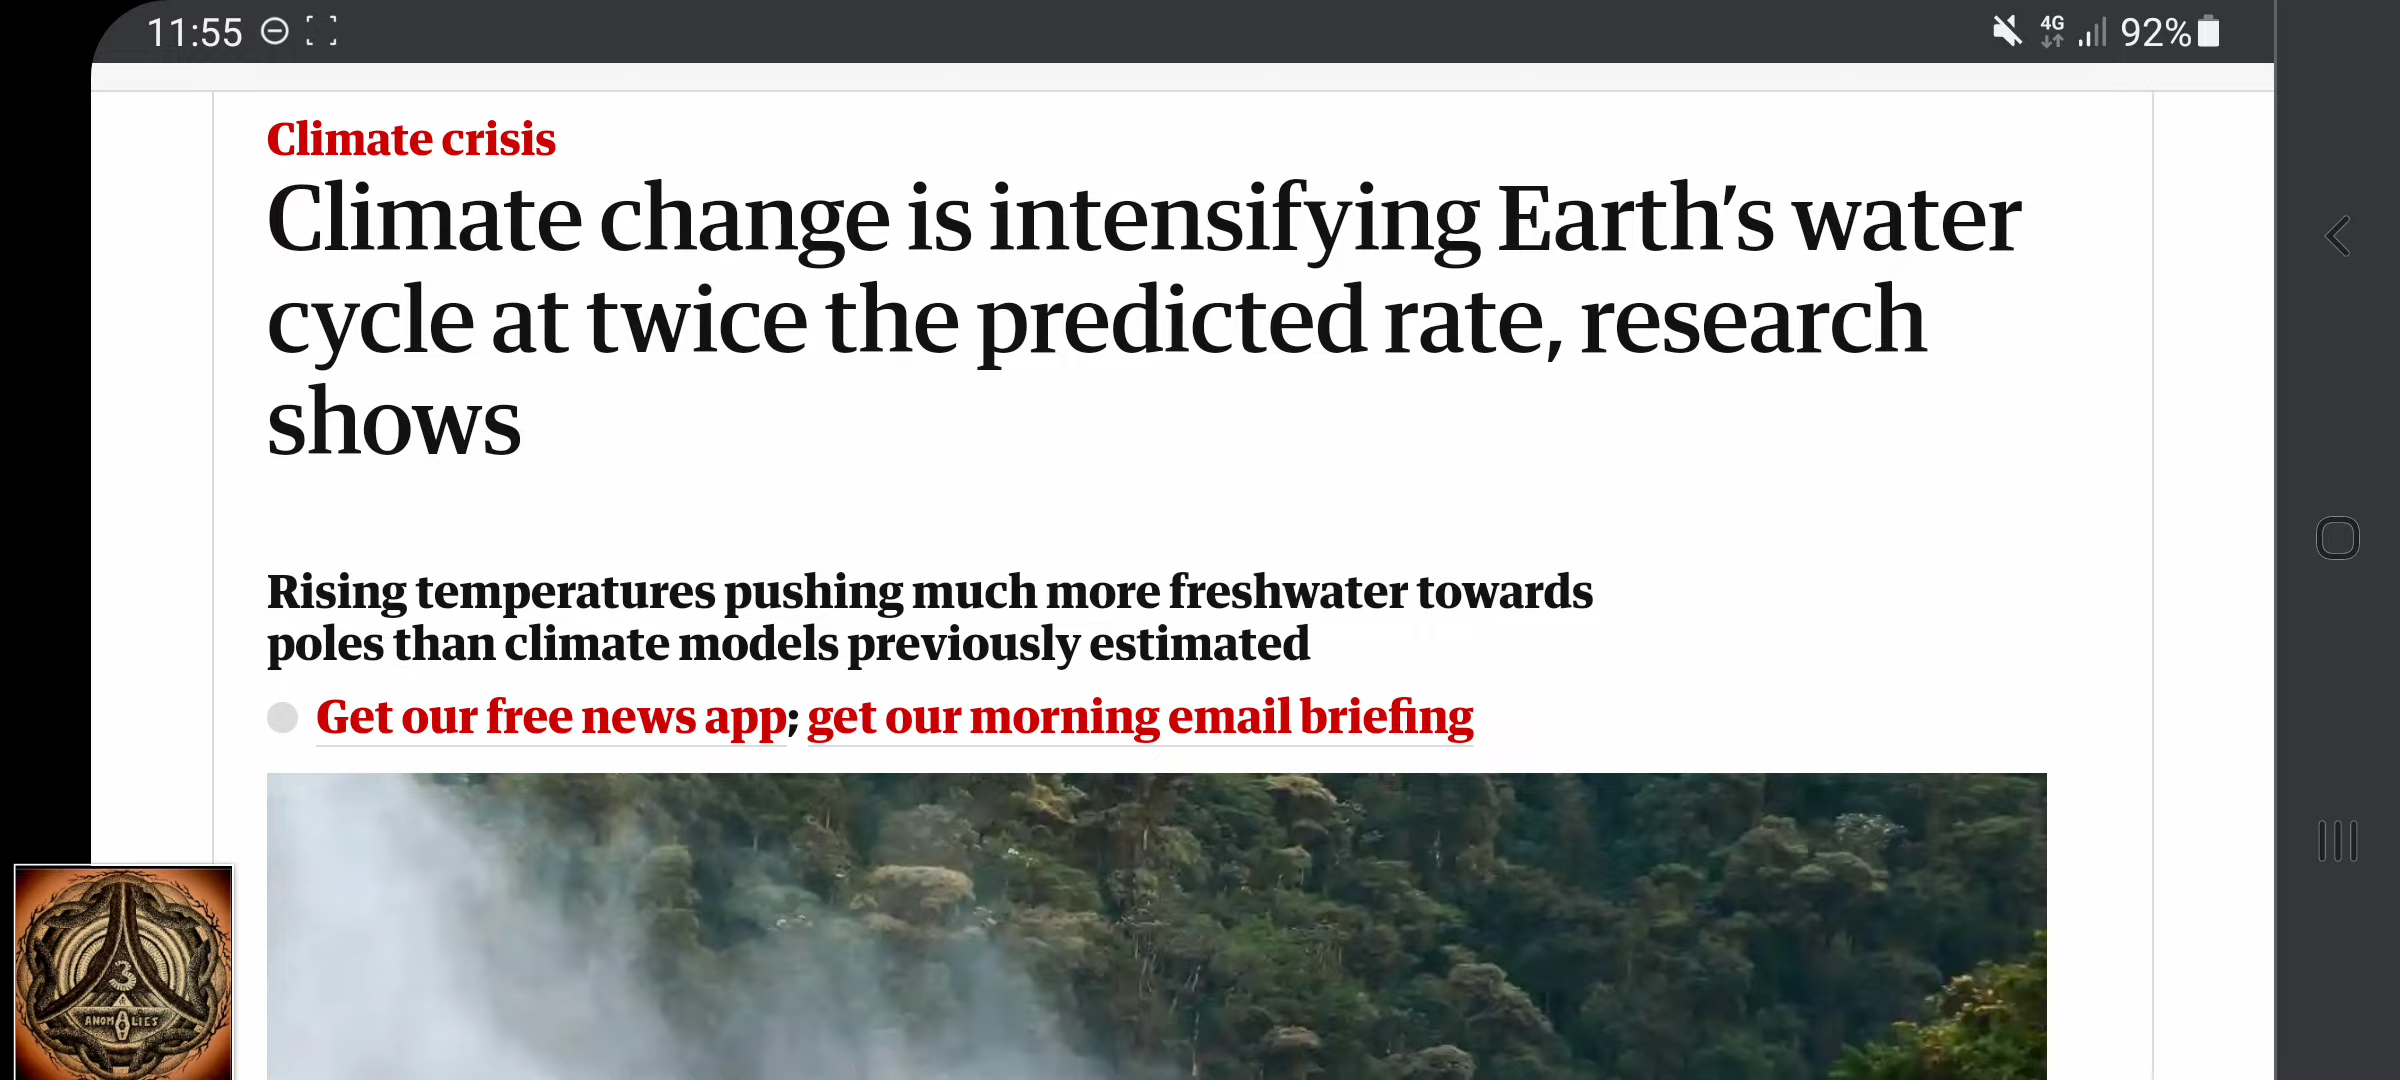 11:55
4G
92%
Climate crisis
Climate change is intensifying Earth’s water
cycle at twice the predicted rate, research
shows
Rising temperatures pushing much more freshwater towards
poles than climate models previously estimated
Get our free news app; get our morning email briefing
3
ANOMALIES